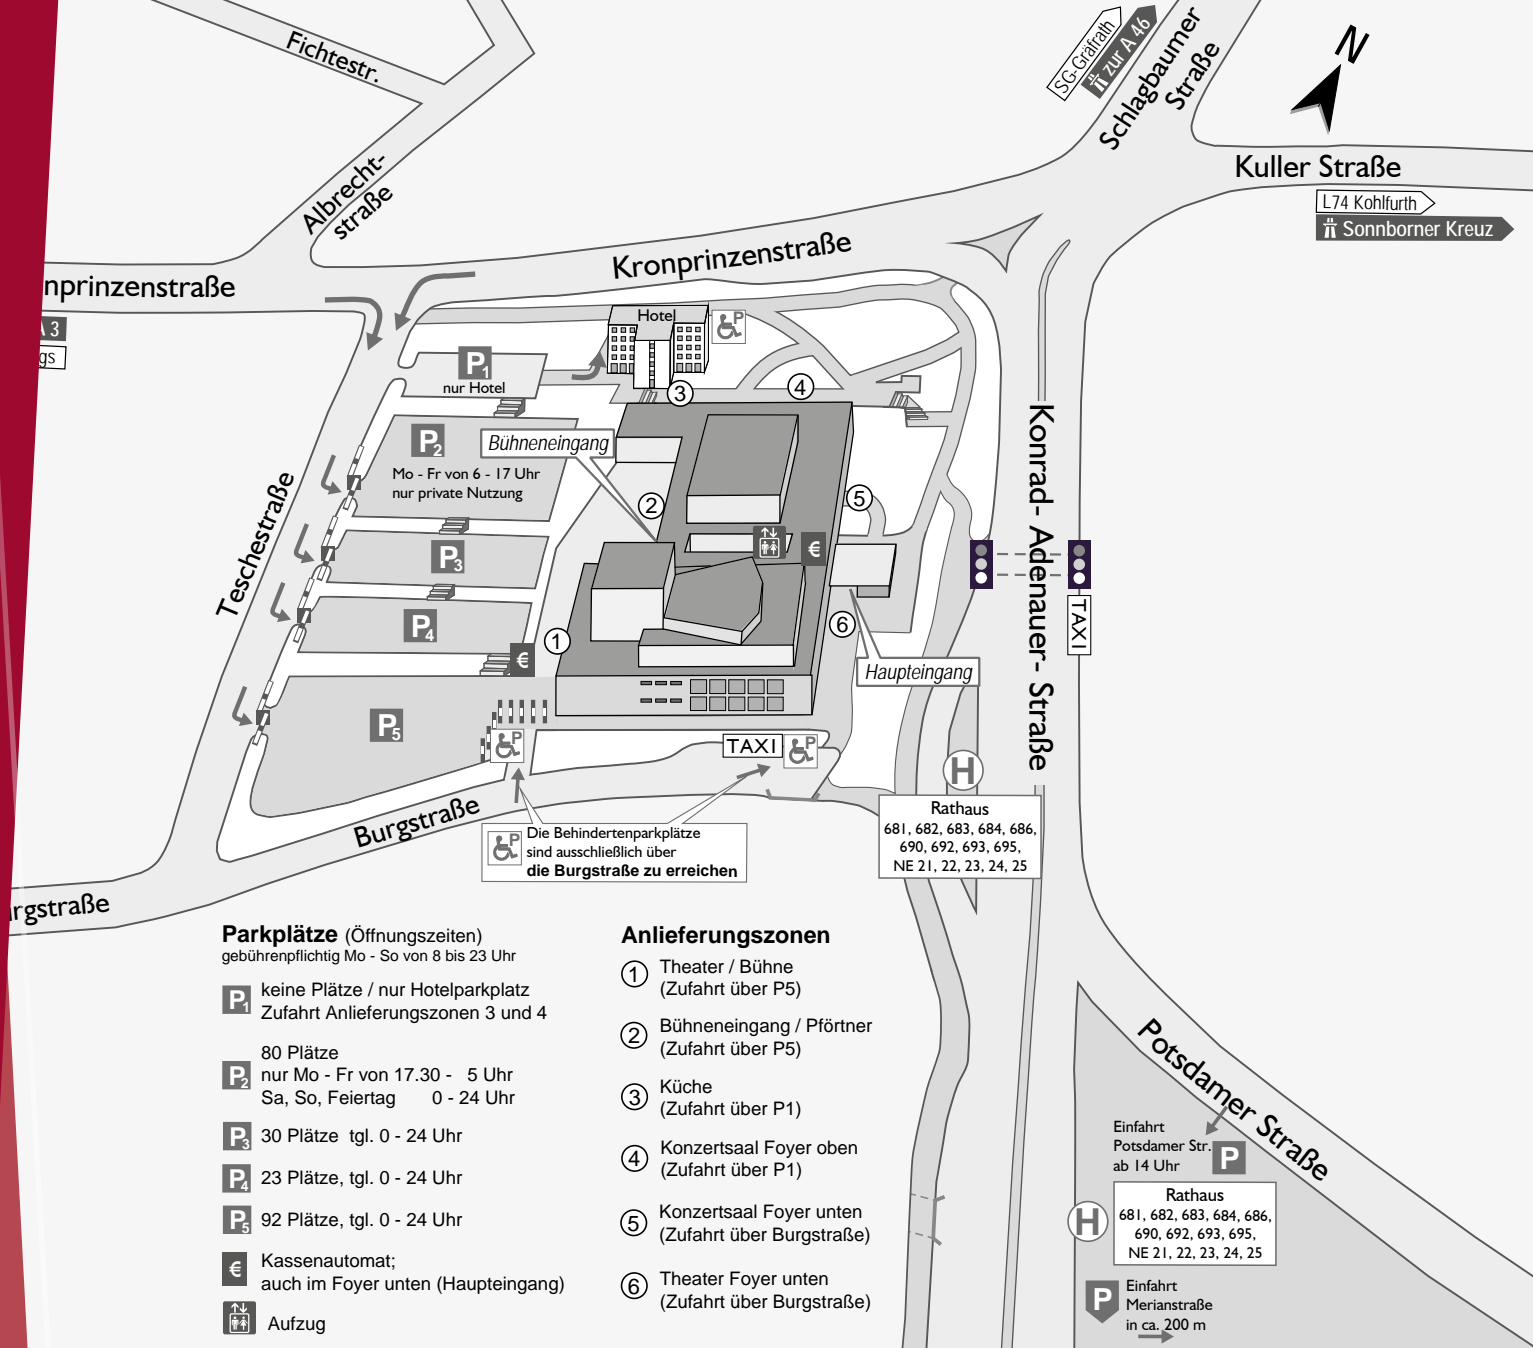 Fichtestr.
SG-Gräfrath
zur A 46
Schlagbaumer
Straße
N
Albrecht-
straße
Kuller Straße
L74 Kohlfurth
Sonnborner Kreuz
Kronprinzenstraße
nprinzenstraße
A 3
gs
Hotel
P
P1
nur Hotel
3
4
P2
Bühneneingang
Mo - Fr von 6 - 17 Uhr
nur private Nutzung
2
5
Konrad- Adenauer- Straße
Teschestraße
P3
€
P4
TAXI
6
1
€
Haupteingang
P5
P
TAXI
P
H
Burgstraße
Rathaus
681, 682, 683, 684, 686,
690, 692, 693, 695,
NE 21, 22, 23, 24, 25
P
Die Behindertenparkplätze
sind ausschließlich über
die Burgstraße zu erreichen
rgstraße
Parkplätze (Öffnungszeiten)
gebührenpflichtig Mo - So von 8 bis 23 Uhr
P1 keine Plätze / nur Hotelparkplatz
Zufahrt Anlieferungszonen 3 und 4
80 Plätze
P2 nur Mo - Fr von 17.30 - 5 Uhr
Sa, So, Feiertag 0 - 24 Uhr
P3 30 Plätze tgl. 0 - 24 Uhr
P4 23 Plätze, tgl. 0 - 24 Uhr
P5 92 Plätze, tgl. 0 - 24 Uhr
€ Kassenautomat;
auch im Foyer unten (Haupteingang)
Aufzug
Anlieferungszonen
1 Theater / Bühne
(Zufahrt über P5)
2 Bühneneingang / Pförtner
(Zufahrt über P5)
3 Küche
(Zufahrt über P1)
4 Konzertsaal Foyer oben
(Zufahrt über P1)
5 Konzertsaal Foyer unten
(Zufahrt über Burgstraße)
6 Theater Foyer unten
(Zufahrt über Burgstraße)
Potsdamer Straße
Einfahrt
Potsdamer Str.
ab 14 Uhr
P
H
Rathaus
681, 682, 683, 684, 686,
690, 692, 693, 695,
NE 21, 22, 23, 24, 25
P
Einfahrt
Merianstraße
in ca. 200 m